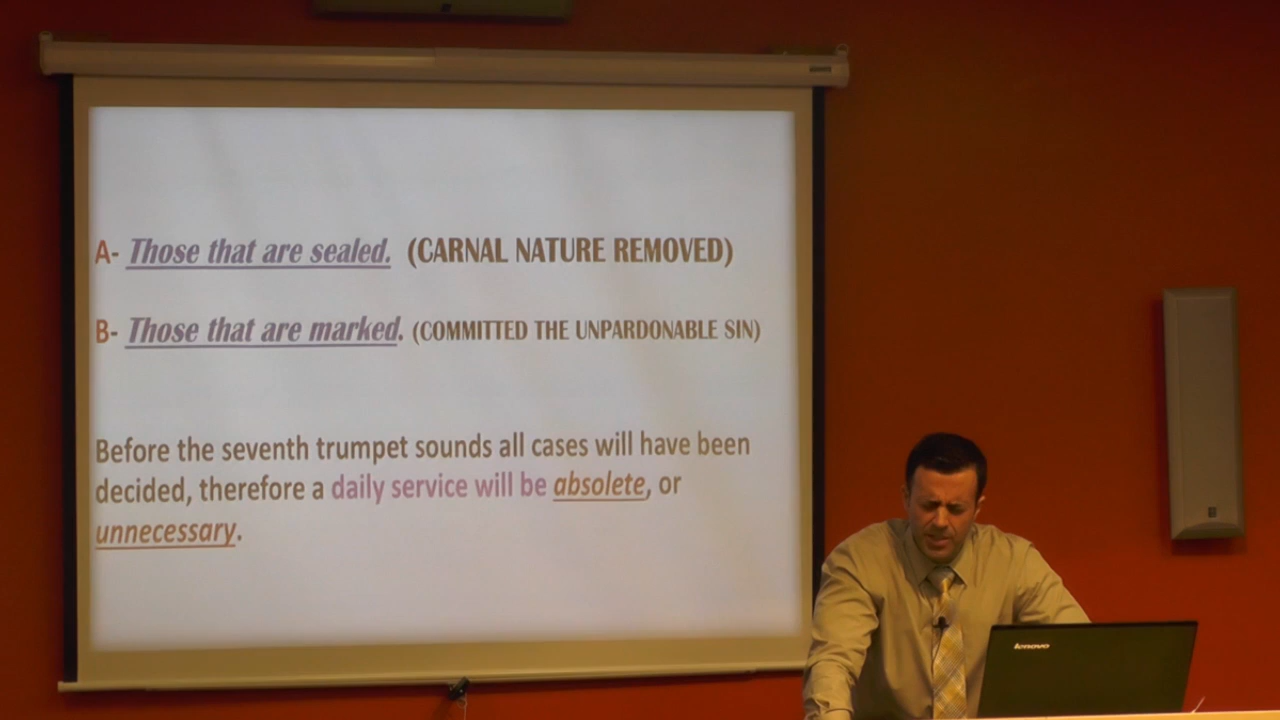 A- Those that are sealed. (CARNAL NATURE REMOVED)
B- Those that are marked. (COMMITTED THE UNPARDONABLE SIN)
Before the seventh trumpet sounds all cases will have been
decided, therefore a daily service will be absolete, or
unnecessary.
lenovo